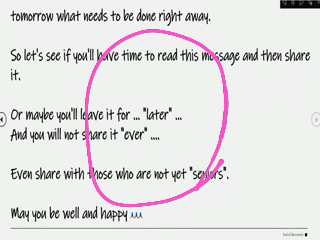 tomorrow what needs to be done right away.
So let's see if you'll have time to read this message and then share
it.
Or maybe you'll leave it for ... "later" ...
And you will not share it "ever" ....
Even share with those who are not yet "seniors".
May you be well and happy